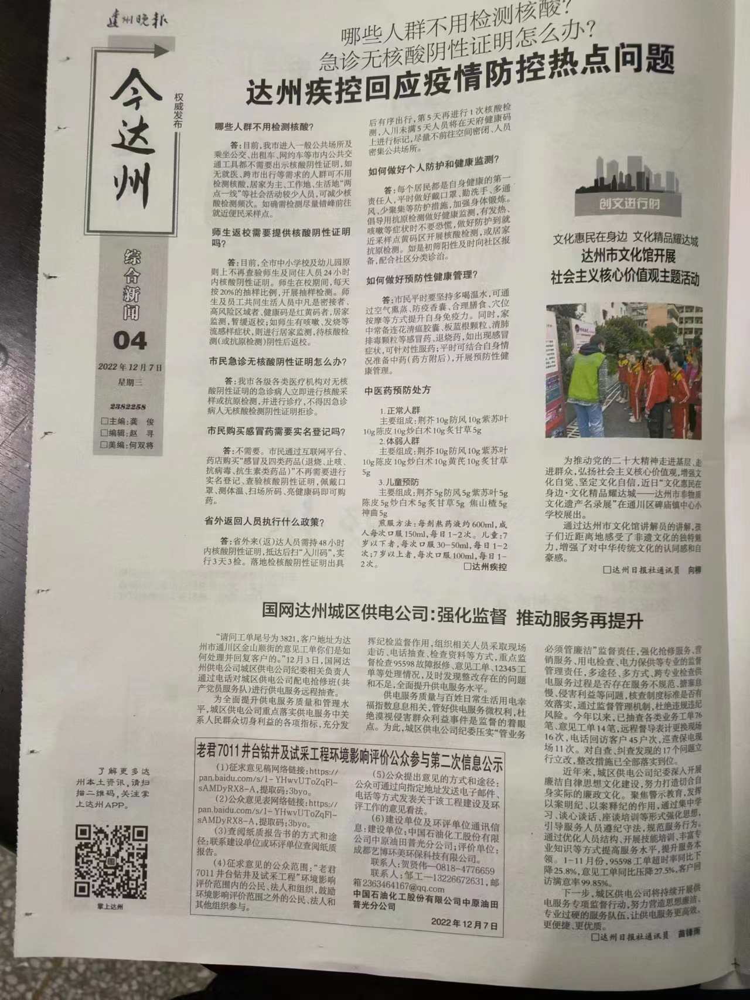 达州晚报
今达州
权威发布
综合新闻
04
2022年12月7日
星期三
2382258
□主编:龚 俊
□编辑:赵 寻
□美编:何双将
哪些人群不用检测核酸?
急诊无核酸阴性证明怎么办?
达州疾控回应疫情防控热点问题
哪些人群不用检测核酸?
答:目前,我市进入一般公共场所及
乘坐公交、出租车、网约车等市内公共交
通工具都不需要出示核酸阴性证明,如
无就医、跨市出行等需求的人群可不用
检测核酸,居家为主、工作地、生活地“两
点一线”等社会活动较少人员,可减少核
酸检测频次。如确需检测尽量错峰前往
就近便民采样点。
师生返校需要提供核酸阴性证明
吗?
答:目前,全市中小学校及幼儿园原
则上不再查验师生及同住人员24小时
内核酸阴性证明。师生在校期间,每天
按20%的抽样比例,开展抽样检测。师
生及员工共同生活人员中凡是密接者、
高风险区域者、健康码是红黄码者,居家
监测,暂缓返校;如师生有咳嗽、发烧等
流感样症状,则进行居家监测,待核酸检
测(或抗原检测)阴性后返校。
市民急诊无核酸阴性证明怎么办?
答:我市各级各类医疗机构对无核
酸阴性证明的急诊病人立即进行核酸采
样或抗原检测,并进行诊疗,不得因急诊
病人无核酸检测阴性证明拒诊。
市民购买感冒药需要实名登记吗?
答:不需要。市民通过互联网平台、
药店购买“感冒及四类药品(退烧、止咳、
抗病毒、抗生素类药品)”不再需要进行
实名登记、查验核酸阴性证明,佩戴口
罩、测体温、扫场所码、亮健康码即可购
药。
省外返回人员执行什么政策?
答:省外来(返)达人员需持48小时
内核酸阴性证明,抵达后扫“入川码”,实
行3天3检。落地检核酸阴性证明出具
后有序出行,第5天再进行1次核酸检
测,入川未满5天人员将在天府健康码
上进行标记,尽量不前往空间密闭、人员
密集公共场所。
如何做好个人防护和健康监测?
答:每个居民都是自身健康的第一
责任人,平时做好戴口罩、勤洗手、多通
风、少聚集等防护措施,加强身体锻炼。
倡导用抗原检测做好健康监测,有发热、
咳嗽等症状时不要恐慌,做好防护到就
近采样点黄码区开展核酸检测,或居家
抗原检测。如是初筛阳性及时向社区报
备,配合社区分类诊治。
如何做好预防性健康管理?
答:市民平时要坚持多喝温水,可通
过空气熏蒸、防疫香囊、合理膳食、穴位
按摩等方式提升自身免疫力。同时,家
中常备连花清瘟胶囊、板蓝根颗粒、清肺
排毒颗粒等感冒药、退烧药,如出现感冒
症状,可针对性服药;平时可结合自身情
况准备中药(药方附后),开展预防性健
康管理。
中医药预防处方
1.正常人群
主要组成:荆芥10g防风10g紫苏叶
10g陈皮10g炒白术10g炙甘草5g
2.体弱人群
主要组成:荆芥10g防风10g紫苏叶
10g陈皮10g炒白术10g黄芪10g炙甘草
5g
3.儿童预防
主要组成:荆芥5g防风5g紫苏叶5g
陈皮5g炒白术5g炙甘草5g 焦山楂5g
神曲5g
煎服方法:每剂熬药液约600ml,成
人每次口服150ml,每日1-2次。儿童:7
岁以下者,每次口服30-50ml,每日1-2
次;7岁以上者,每次口服100ml,每日1-
2次。 □达州疾控
创文进行时
文化惠民在身边 文化精品耀达城
达州市文化馆开展
社会主义核心价值观主题活动
为推动党的二十大精神走进基层、走
进群众,弘扬社会主义核心价值观,增强文
化自觉、坚定文化自信,近日“文化惠民在
身边·文化精品耀达城——达州市非物质
文化遗产名录展”在通川区碑庙镇中心小
学校展出。
通过达州市文化馆讲解员的讲解,孩
子们近距离地感受了非遗文化的独特魅
力,增强了对中华传统文化的认同感和自
豪感。
□达州日报社通讯员 向柳
国网达州城区供电公司:强化监督 推动服务再提升
“请问工单尾号为3821,客户地址为达
州市通川区金山顺街的意见工单你们是如
何处理并回复客户的。”12月3日,国网达
州供电公司城区供电公司纪委相关负责人
通过电话对城区供电公司配电抢修班(共
产党员服务队)进行供电服务远程抽查。
为全面提升供电服务质量和管理水
平,城区供电公司重点落实供电服务中关
系人民群众切身利益的各项指标,充分发
挥纪检监督作用,组织相关人员采取现场
走访、电话抽查、检查资料等方式,重点监
督检查95598故障报修、意见工单、12345工
单等处理情况,及时发现整改存在的问题
和不足,全面提升供电服务水平。
供电服务质量与百姓日常生活用电幸
福指数息息相关,管好供电服务微权利,杜
绝漠视侵害群众利益事件是监督的着眼
点。为此,城区供电公司纪委压实“管业务
必须管廉洁”监督责任,强化抢修服务、营
销服务、用电检查、电力保供等专业的监督
管理责任,多途径、多方式、跨专业检查供
电服务过程是否存在服务不规范、搪塞怠
慢、侵害利益等问题,核查制度标准是否有
效落实,通过监督管理机制,杜绝违规违纪
风险。今年以来,已抽查各类业务工单76
笔、意见工单14笔,远程督导表计更换现场
16次,电话回访客户45户次,巡查保电现
场11次。对自查、纠查发现的17个问题立
行立改,整改措施已全部落实到位。
近年来,城区供电公司纪委深入开展
廉洁自律思想文化建设,努力打造切合自
身实际的廉政文化。聚焦警示教育,发挥
以案明纪、以案释纪的作用,通过集中学
习、谈心谈话、座谈培训等形式强化思想,
引导服务人员遵纪守法,规范服务行为。
通过优化人员结构、开展技能培训、丰富专
业知识等方式提高服务水平,提升服务本
领。1-11月份,95598工单超时率同比下
降25.8%,意见工单同比压降27.5%,客户回
访满意率99.85%。
下一步,城区供电公司将持续开展供
电服务专项监督行动,努力营造思想廉洁、
专业过硬的服务队伍,让供电服务更高效、
更便捷、更优质。
□达州日报社通讯员 苗锋雨
老君7011井台钻井及试采工程环境影响评价公众参与第二次信息公示
(1)征求意见稿网络链接:https://
pan.baidu.com/s/1-YHwvUToZqFl-
sAMDyRX8-A,提取码:3byo。
(2)公众意见表网络链接:https://
pan.baidu.com/s/1-YHwvUToZqFl-
sAMDyRX8-A,提取码:3byo。
(3)查阅纸质报告书的方式和途
径:联系建设单位或环评单位查阅纸质
报告。
(4)征求意见的公众范围:“老君
7011井台钻井及试采工程”环境影响
评价范围内的公民、法人和组织,鼓励
环境影响评价范围之外的公民、法人和
其他组织参与。
(5)公众提出意见的方式和途径:
公众可通过向指定地址发送电子邮件、
电话等方式发表关于该工程建设及环
评工作的意见看法。
(6)建设单位及环评单位通讯信
息:建设单位:中国石油化工股份有限
公司中原油田普光分公司;评价单位:
成都艺博环美环保科技有限公司。
联系人:贺贤伟—0818-4776659
联系人:邹工—13226672631,邮
箱2363464167@qq.com
中国石油化工股份有限公司中原油田
普光分公司
2022年12月7日
了解更多达
州本土资讯,请扫
描二维码,关注掌
上达州APP。
掌上达州